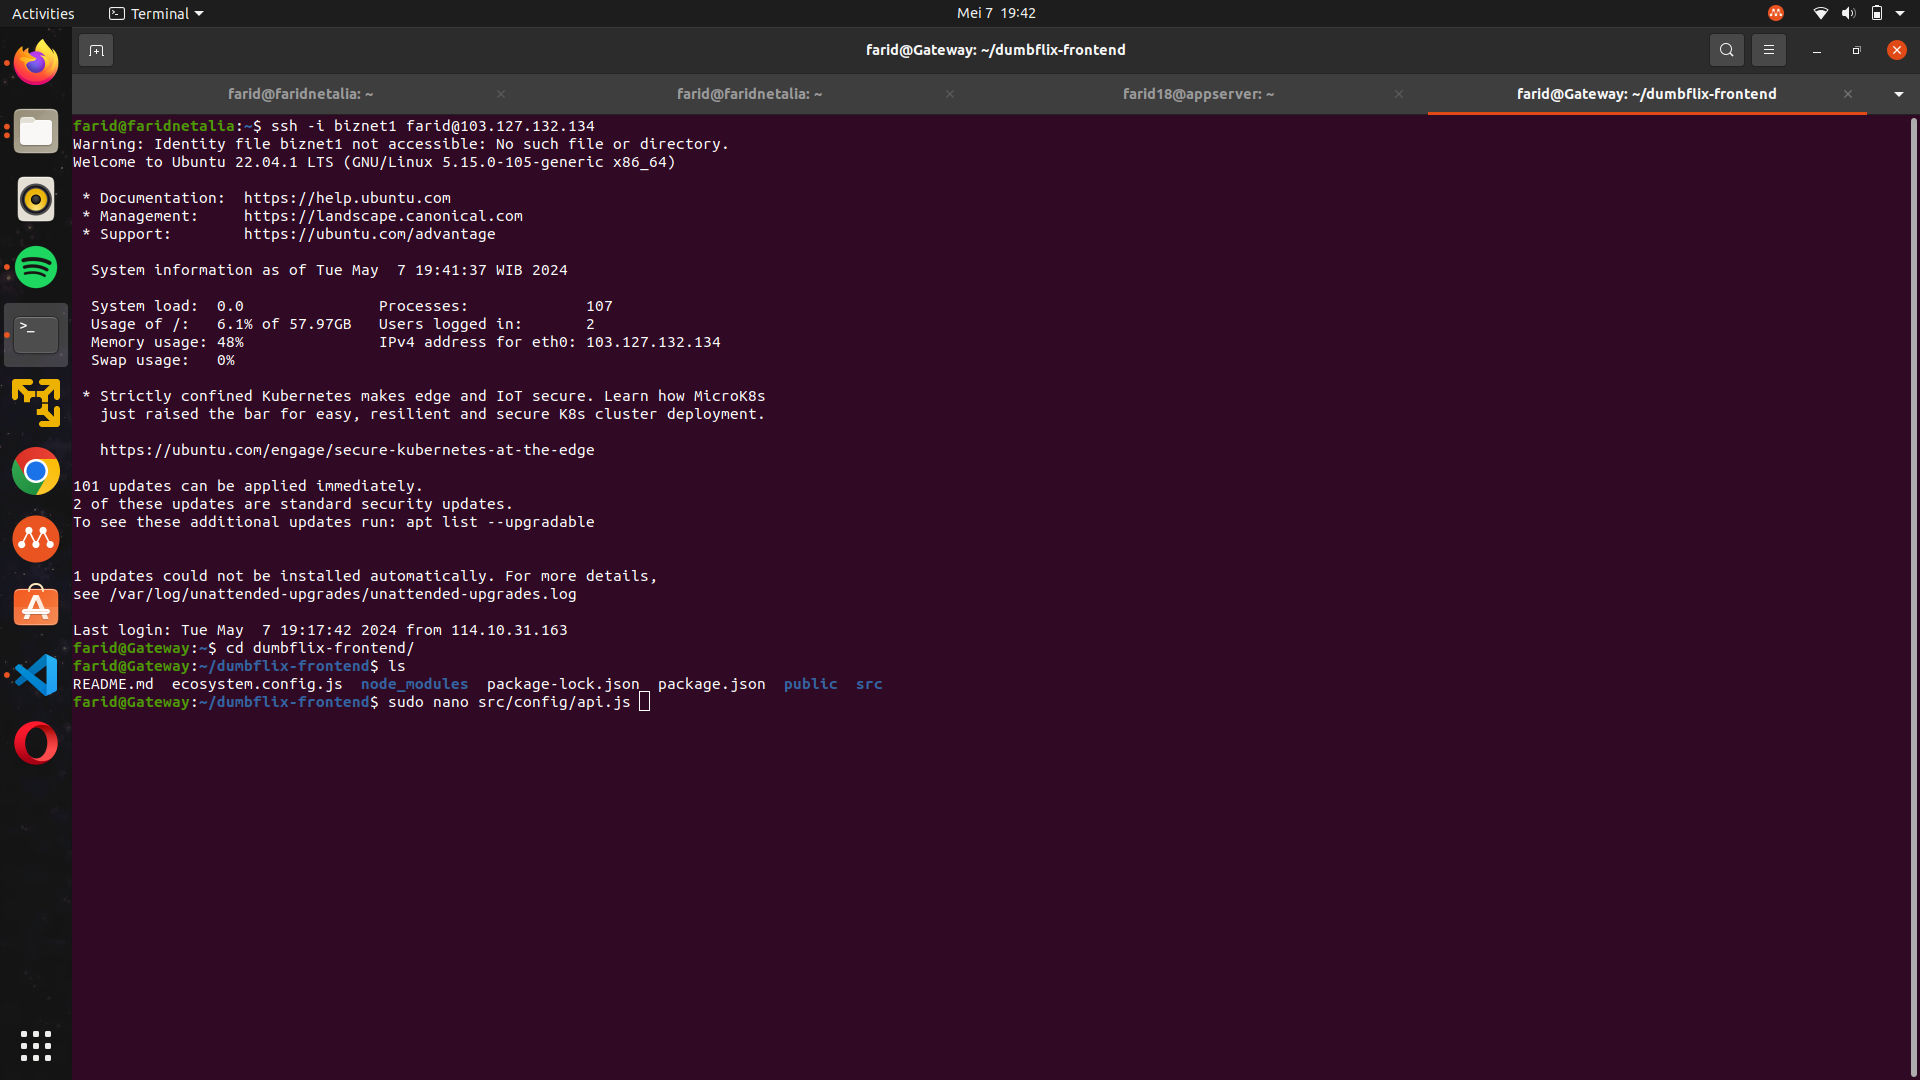 Activities
Terminal
Mei 7 19:42
farid@Gateway: ~/dumbflix-frontend
farid@faridnetalia: ~
farid@faridnetalia: ~
farid18@appserver: ~
farid@Gateway: ~/dumbflix-frontend
farid@faridnetalia:~$ ssh -i biznet1 farid@103.127.132.134
Warning: Identity file biznet1 not accessible: No such file or directory.
Welcome to Ubuntu 22.04.1 LTS (GNU/Linux 5.15.0-105-generic x86_64)
* Documentation:  https://help.ubuntu.com
* Management:     https://landscape.canonical.com
* Support:        https://ubuntu.com/advantage
System information as of Tue May  7 19:41:37 WIB 2024
System load:  0.0               Processes:             107
Usage of /:   6.1% of 57.97GB   Users logged in:       2
Memory usage: 48%               IPv4 address for eth0: 103.127.132.134
Swap usage:   0%
* Strictly confined Kubernetes makes edge and IoT secure. Learn how MicroK8s
just raised the bar for easy, resilient and secure K8s cluster deployment.
https://ubuntu.com/engage/secure-kubernetes-at-the-edge
101 updates can be applied immediately.
2 of these updates are standard security updates.
To see these additional updates run: apt list --upgradable
1 updates could not be installed automatically. For more details,
see /var/log/unattended-upgrades/unattended-upgrades.log
Last login: Tue May  7 19:17:42 2024 from 114.10.31.163
farid@Gateway:~$ cd dumbflix-frontend/
farid@Gateway:~/dumbflix-frontend$ ls
README.md  ecosystem.config.js  node_modules  package-lock.json  package.json  public  src
farid@Gateway:~/dumbflix-frontend$ sudo nano src/config/api.js